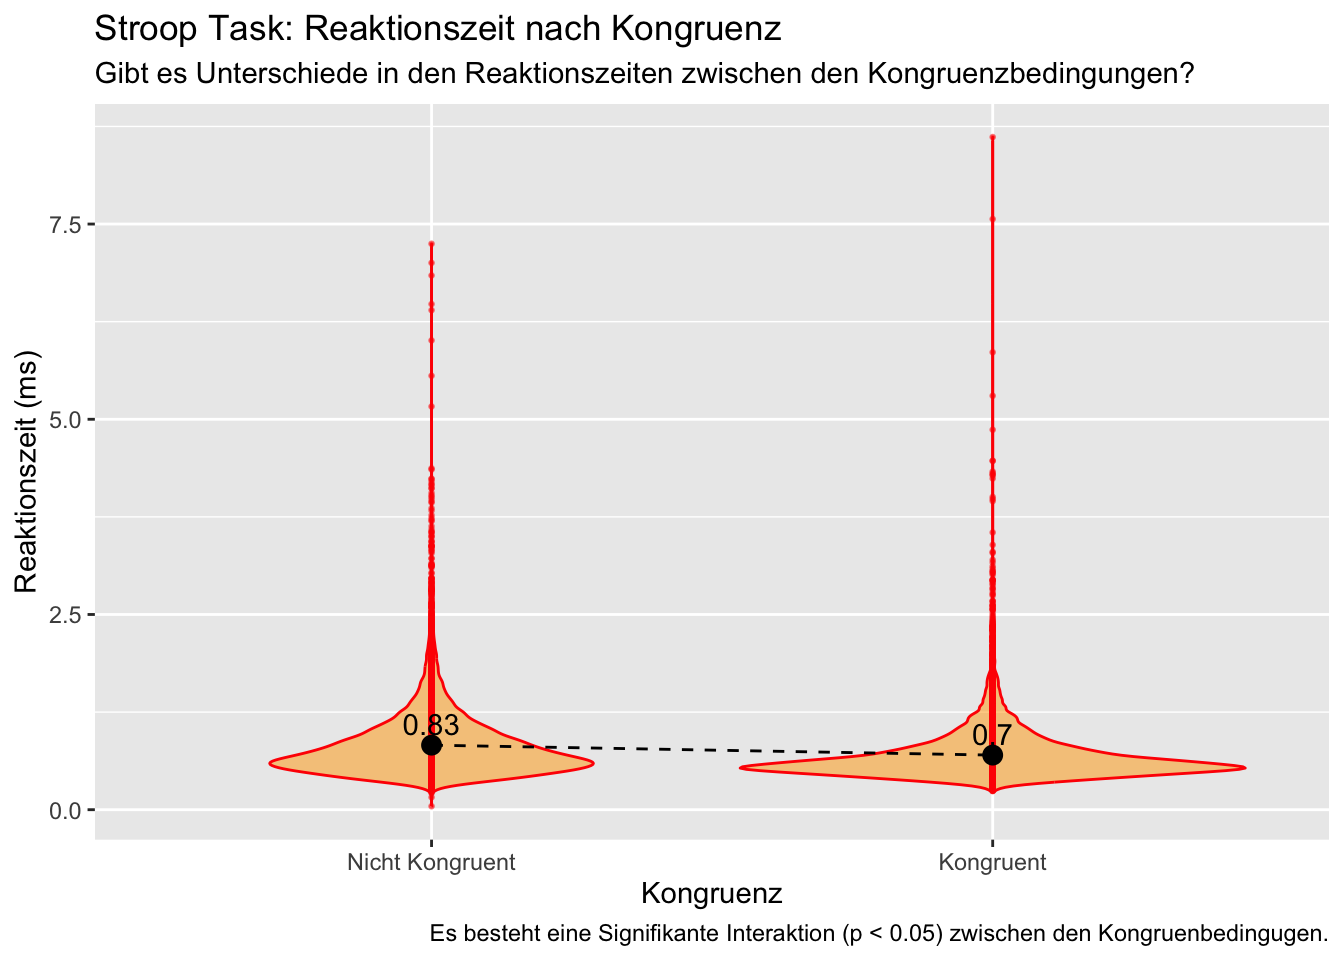 Stroop Task: Reaktionszeit nach Kongruenz
Gibt es Unterschiede in den Reaktionszeiten zwischen den Kongruenzbedingungen?
Reaktionszeit (ms)
7.5
5.0
2.5
0.0
0.83
0.7
Nicht Kongruent
Kongruent
Kongruenz
Es besteht eine Signifikante Interaktion (p < 0.05) zwischen den Kongruenbedingugen.